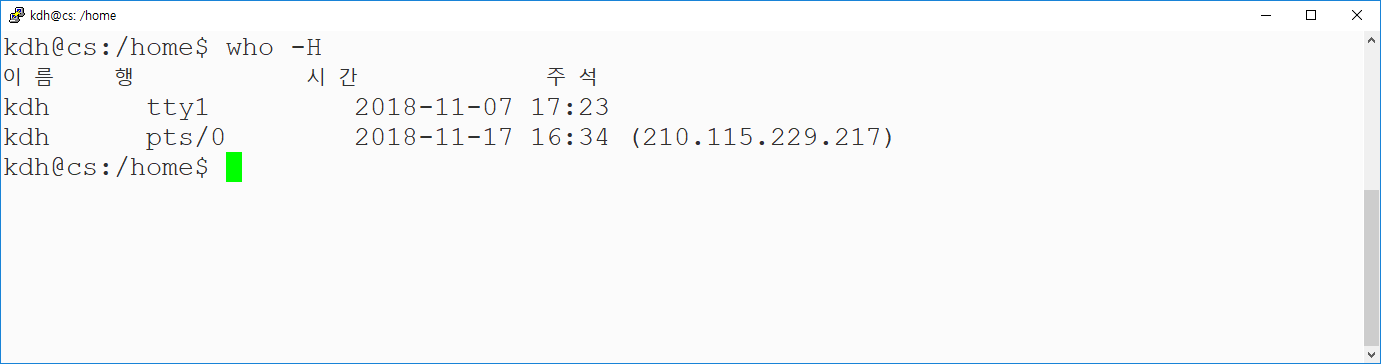 kdh@cs: /home
kdh@cs:/home$ who -H
이름     행           시간            주석
kdh      tty1         2018-11-07 17:23
kdh      pts/0        2018-11-17 16:34 (210.115.229.217)
kdh@cs:/home$